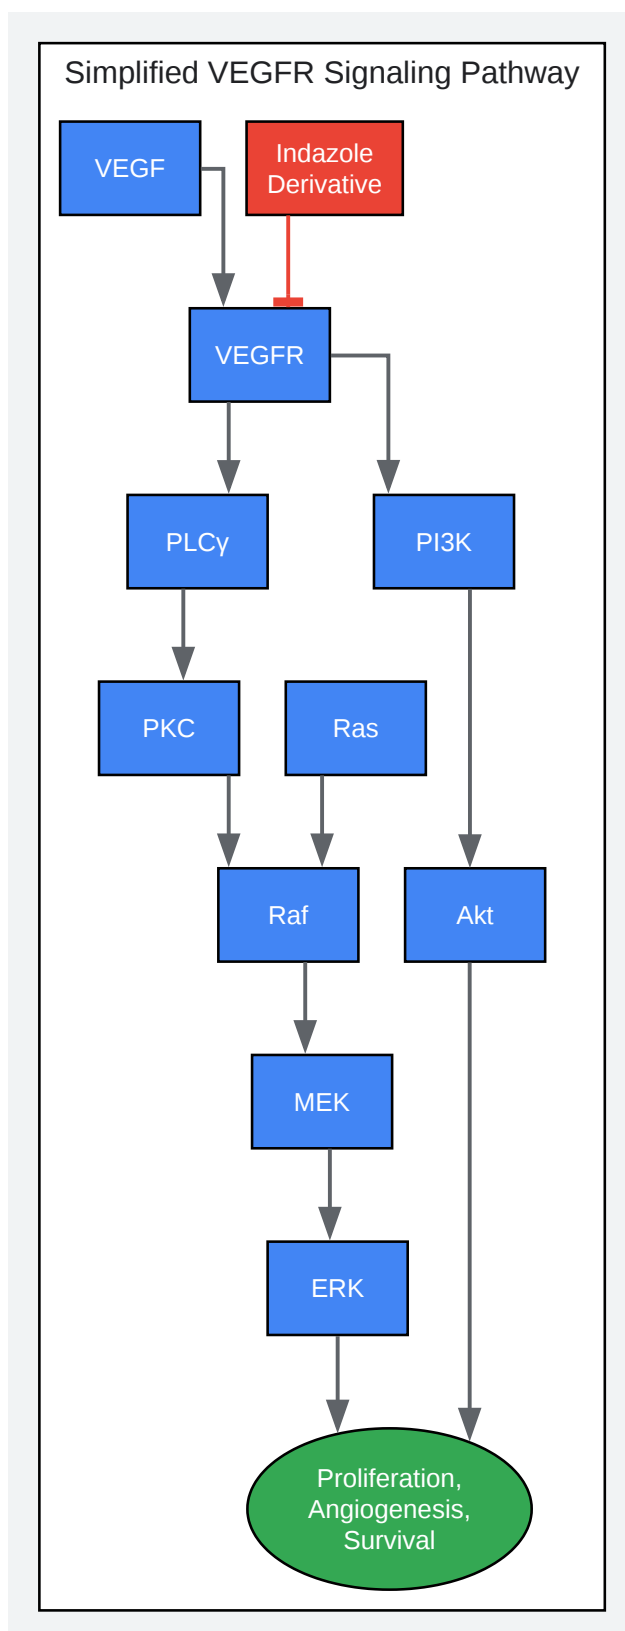 Simplified VEGFR Signaling Pathway
VEGF
Indazole
Derivative
VEGFR
PLCγ
PI3K
PKC
Ras
Raf
Akt
MEK
ERK
Proliferation,
Angiogenesis,
Survival